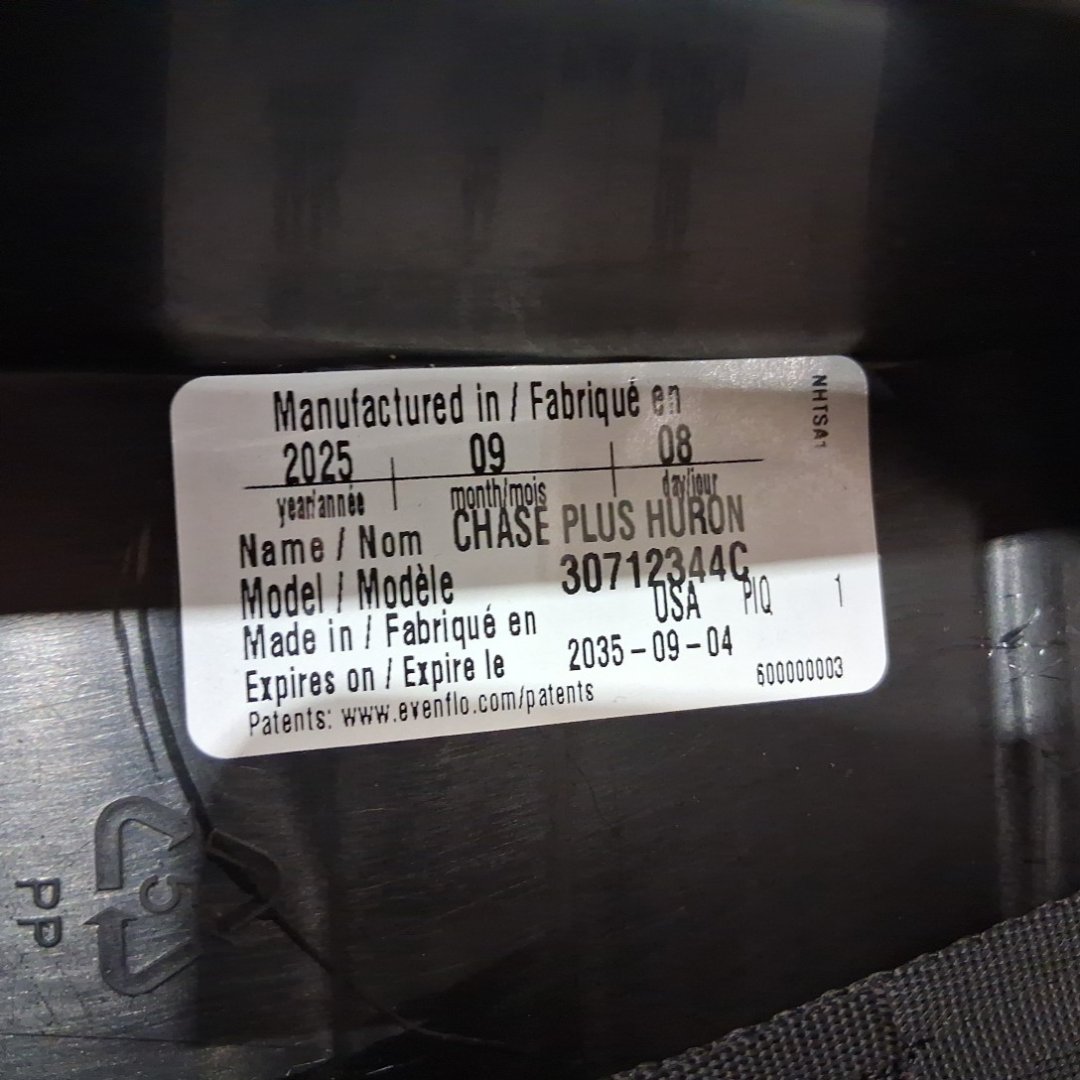 Manufactured in / Fabriqué en
2025 09 08
year/année month/mois day/jour
Name / Nom CHASE PLUS HURON
Model / Modèle 30712344C
Made in / Fabriqué en USA PIQ 1
Expires on / Expire le 2035-09-04
Patents: www.evenflo.com/patents 600000003
NHTSA1
5
PP